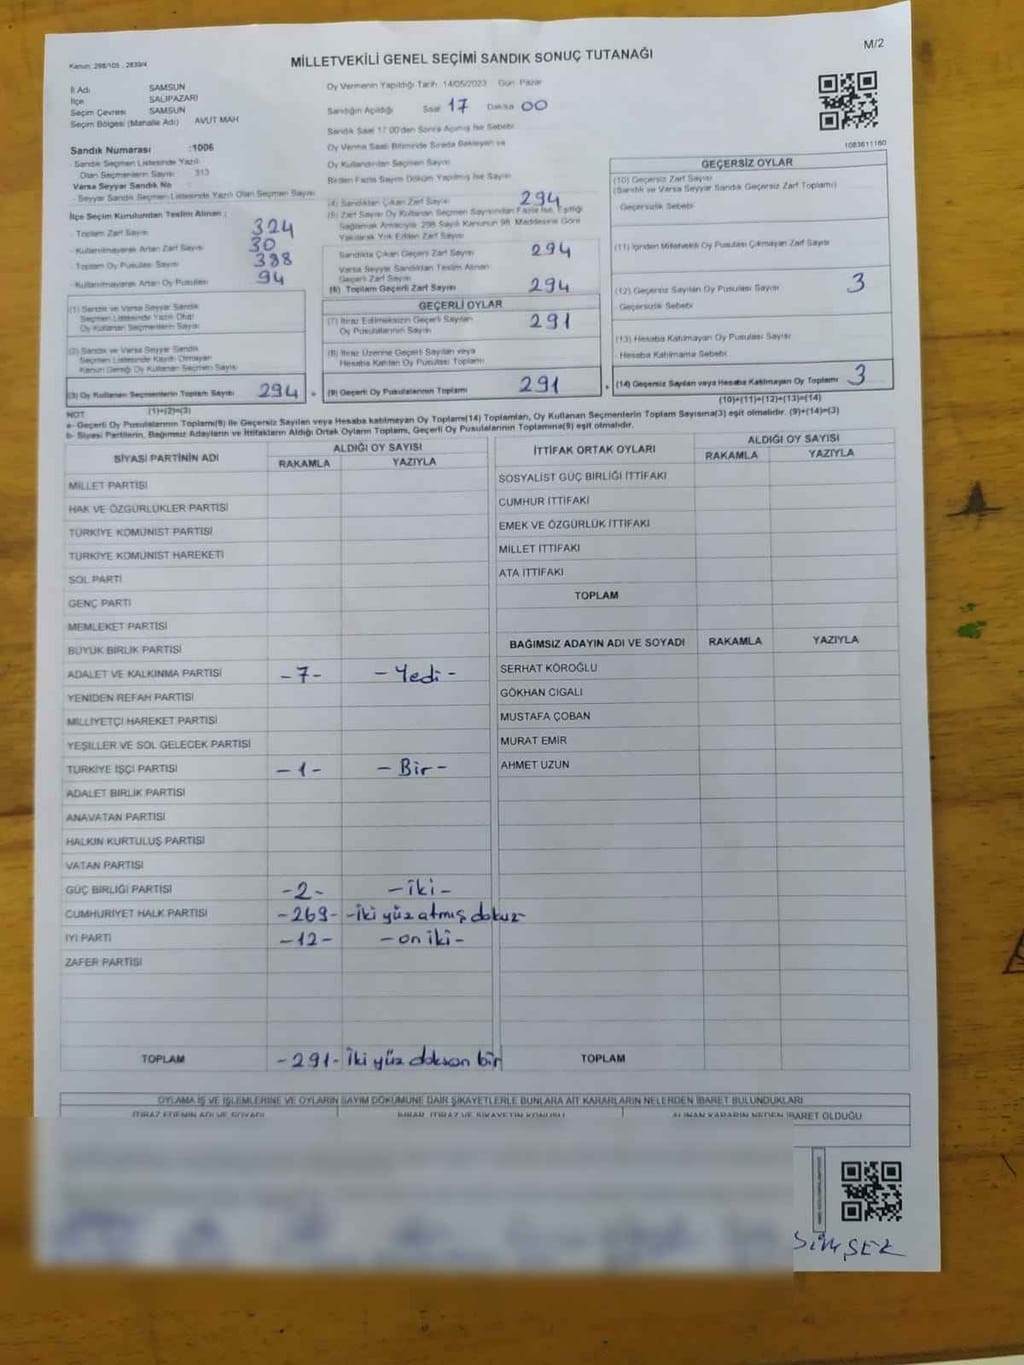 Kanun: 298/105 , 2839/4
M/2
MİLLETVEKİLİ GENEL SEÇİMİ SANDIK SONUÇ TUTANAĞI
İl Adı SAMSUN
İlçe SALIPAZARI
Seçim Çevresi SAMSUN
Seçim Bölgesi (Mahalle Adı) AVUT MAH
Sandık Numarası :1006
Sandık Seçmen Listesinde Yazılı
Olan Seçmenlerin Sayısı : 313
Varsa Seyyar Sandık No
- Seyyar Sandık Seçmen Listesinde Yazılı Olan Seçmen Sayısı
İlçe Seçim Kurulundan Teslim Alınan :
- Toplam Zarf Sayısı 324
- Kullanılmayarak Artan Zarf Sayısı 30
- Toplam Oy Pusulası Sayısı 388
- Kullanılmayarak Artan Oy Pusulası 94
(1) Sandık ve Varsa Seyyar Sandık
Seçmen Listesinde Yazılı Olup
Oy Kullanan Seçmenlerin Sayısı
(2) Sandık ve Varsa Seyyar Sandık
Seçmen Listesinde Kayıtlı Olmayan
Kanun Gereği Oy Kullanan Seçmen Sayısı
(3) Oy Kullanan Seçmenlerin Toplam Sayısı 294 =
(1)+(2)=(3)
Oy Vermenin Yapıldığı Tarih 14/05/2023 Gün Pazar
Sandığın Açıldığı Saat 17 Dakika 00
Sandık Saat 17:00'den Sonra Açılmış İse Sebebi
Oy Verme Saati Bitiminde Sırada Bekleyen ve
Oy Kullandırılan Seçmen Sayısı
Birden Fazla Sayım Döküm Yapılmış İse Sayısı
(4) Sandıktan Çıkan Zarf Sayısı 294
(5) Zarf Sayısı Oy Kullanan Seçmen Sayısından Fazla İse, Eşitliği
Sağlamak Amacıyla, 298 Sayılı Kanunun 98. Maddesine Göre
Yakılarak Yok Edilen Zarf Sayısı
Sandıkta Çıkan Geçerli Zarf Sayısı 294
Varsa Seyyar Sandıktan Teslim Alınan
Geçerli Zarf Sayısı
(6) Toplam Geçerli Zarf Sayısı 294
GEÇERLİ OYLAR
(7) İtiraz Edilmeksizin Geçerli Sayılan
Oy Pusulalarının Sayısı 291
(8) İtiraz Üzerine Geçerli Sayılan veya
Hesaba Katılan Oy Pusulası Toplamı
(9) Geçerli Oy Pusulalarının Toplamı 291 +
1083611160
GEÇERSİZ OYLAR
(10) Geçersiz Zarf Sayısı
(Sandık ve Varsa Seyyar Sandık Geçersiz Zarf Toplamı)
Geçersizlik Sebebi
(11) İçinden Milletvekili Oy Pusulası Çıkmayan Zarf Sayısı
(12) Geçersiz Sayılan Oy Pusulası Sayısı 3
Geçersizlik Sebebi
(13) Hesaba Katılmayan Oy Pusulası Sayısı
Hesaba Katılmama Sebebi
(14) Geçersiz Sayılan veya Hesaba Katılmayan Oy Toplamı 3
(10)+(11)+(12)+(13)=(14)
NOT
a- Geçerli Oy Pusulalarının Toplamı(9) ile Geçersiz Sayılan veya Hesaba katılmayan Oy Toplamı(14) Toplamları, Oy Kullanan Seçmenlerin Toplam Sayısına(3) eşit olmalıdır. (9)+(14)=(3)
b- Siyasi Partilerin, Bağımsız Adayların ve İttifakların Aldığı Ortak Oyların Toplamı, Geçerli Oy Pusulalarının Toplamına(9) eşit olmalıdır.
SİYASİ PARTİNİN ADI
ALDIĞI OY SAYISI
RAKAMLA YAZIYLA
MİLLET PARTİSİ
HAK VE ÖZGÜRLÜKLER PARTİSİ
TÜRKİYE KOMÜNİST PARTİSİ
TÜRKİYE KOMÜNİST HAREKETİ
SOL PARTİ
GENÇ PARTİ
MEMLEKET PARTİSİ
BÜYÜK BİRLİK PARTİSİ
ADALET VE KALKINMA PARTİSİ -7- - Yedi -
YENİDEN REFAH PARTİSİ
MİLLİYETÇİ HAREKET PARTİSİ
YEŞİLLER VE SOL GELECEK PARTİSİ
TÜRKİYE İŞÇİ PARTİSİ -1- - Bir -
ADALET BİRLİK PARTİSİ
ANAVATAN PARTİSİ
HALKIN KURTULUŞ PARTİSİ
VATAN PARTİSİ
GÜÇ BİRLİĞİ PARTİSİ -2- - iki -
CUMHURİYET HALK PARTİSİ -269- -iki yüz atmış dokuz-
İYİ PARTİ -12- - on iki -
ZAFER PARTİSİ
TOPLAM -291- İki yüz doksan bir
İTTİFAK ORTAK OYLARI
ALDIĞI OY SAYISI
RAKAMLA YAZIYLA
SOSYALİST GÜÇ BİRLİĞİ İTTİFAKI
CUMHUR İTTİFAKI
EMEK VE ÖZGÜRLÜK İTTİFAKI
MİLLET İTTİFAKI
ATA İTTİFAKI
TOPLAM
BAĞIMSIZ ADAYIN ADI VE SOYADI RAKAMLA YAZIYLA
SERHAT KÖROĞLU
GÖKHAN CIGALI
MUSTAFA ÇOBAN
MURAT EMİR
AHMET UZUN
TOPLAM
OYLAMA İŞ VE İŞLEMLERİNE VE OYLARIN SAYIM DÖKÜMÜNE DAİR ŞİKAYETLERLE BUNLARA AİT KARARLARIN NELERDEN İBARET BULUNDUKLARI
İTİRAZ EDENİN ADI VE SOYADI İHBAR, İTİRAZ VE ŞİKAYETİN KONUSU ALINAN KARARIN NEDEN İBARET OLDUĞU
ŞİMŞEK